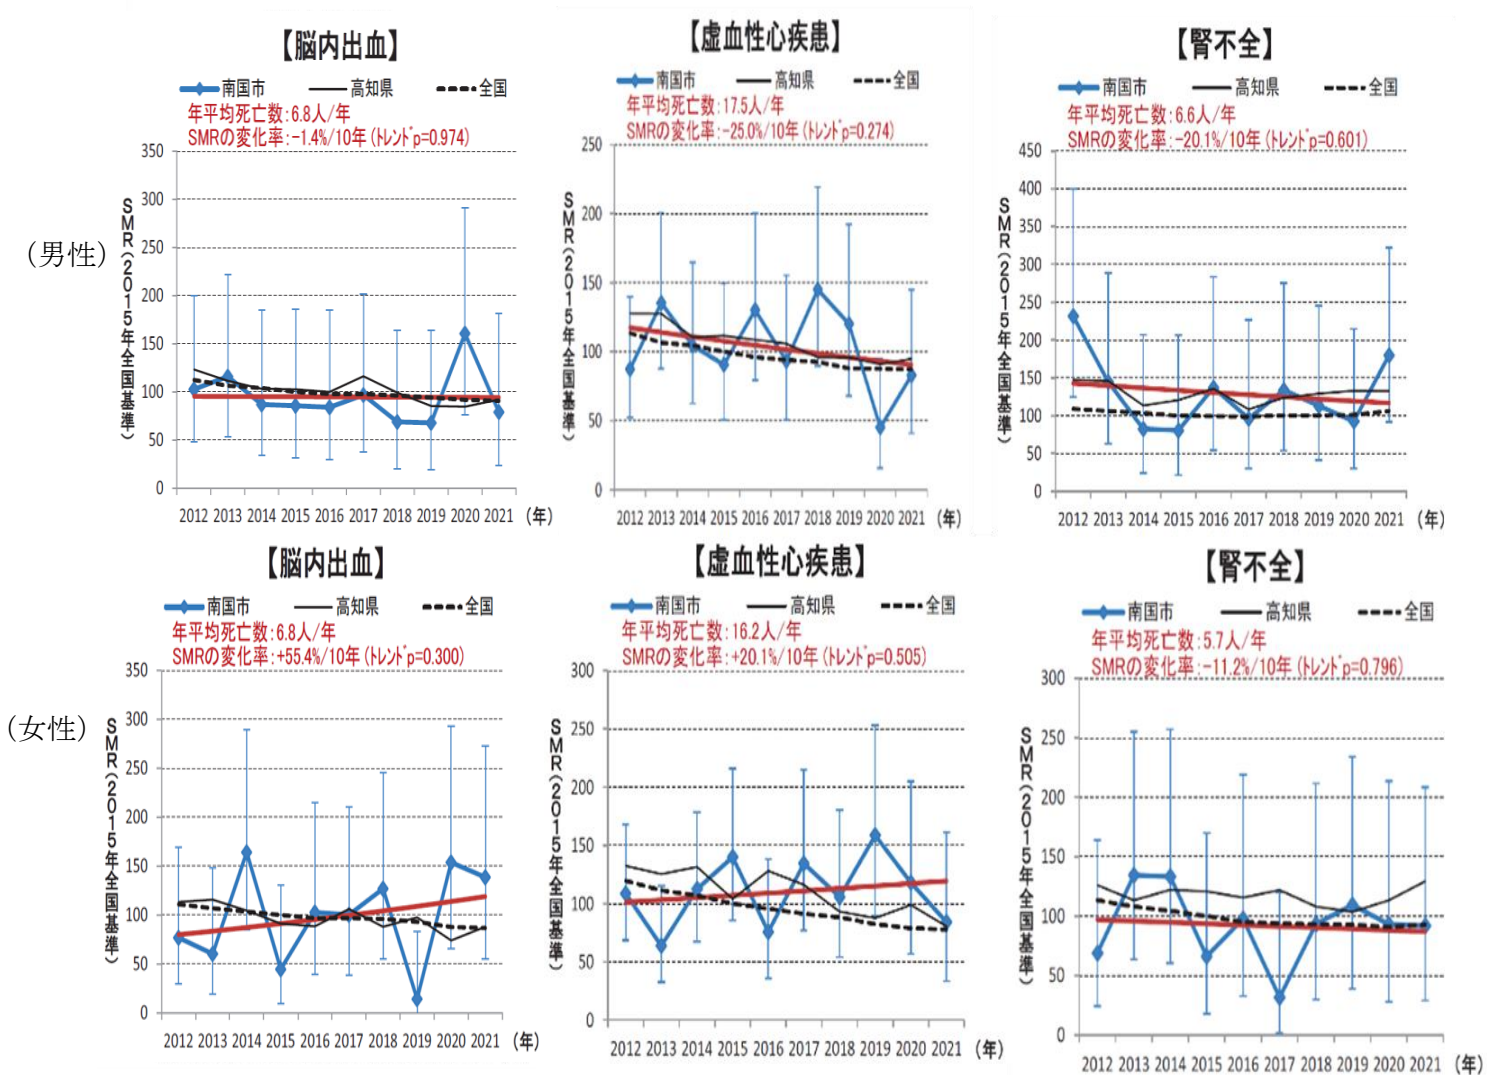 【脳内出血】
南国市 高知県 全国
年平均死亡数:6.8人/年
SMRの変化率:-1.4%/10年(トレンドp=0.974)
350
300
250
200
150
100
50
0
SMR(2015年全国基準)
2012 2013 2014 2015 2016 2017 2018 2019 2020 2021 (年)
【虚血性心疾患】
南国市 高知県 全国
年平均死亡数:17.5人/年
SMRの変化率:-25.0%/10年(トレンドp=0.274)
250
200
150
100
50
0
SMR(2015年全国基準)
2012 2013 2014 2015 2016 2017 2018 2019 2020 2021 (年)
【腎不全】
南国市 高知県 全国
年平均死亡数:6.6人/年
SMRの変化率:-20.1%/10年(トレンドp=0.601)
450
400
350
300
250
200
150
100
50
0
SMR(2015年全国基準)
2012 2013 2014 2015 2016 2017 2018 2019 2020 2021 (年)
(男性)
【脳内出血】
南国市 高知県 全国
年平均死亡数:6.8人/年
SMRの変化率:+55.4%/10年(トレンドp=0.300)
350
300
250
200
150
100
50
0
SMR(2015年全国基準)
2012 2013 2014 2015 2016 2017 2018 2019 2020 2021 (年)
【虚血性心疾患】
南国市 高知県 全国
年平均死亡数:16.2人/年
SMRの変化率:+20.1%/10年(トレンドp=0.505)
300
250
200
150
100
50
0
SMR(2015年全国基準)
2012 2013 2014 2015 2016 2017 2018 2019 2020 2021 (年)
【腎不全】
南国市 高知県 全国
年平均死亡数:5.7人/年
SMRの変化率:-11.2%/10年(トレンドp=0.796)
300
250
200
150
100
50
0
SMR(2015年全国基準)
2012 2013 2014 2015 2016 2017 2018 2019 2020 2021 (年)
(女性)